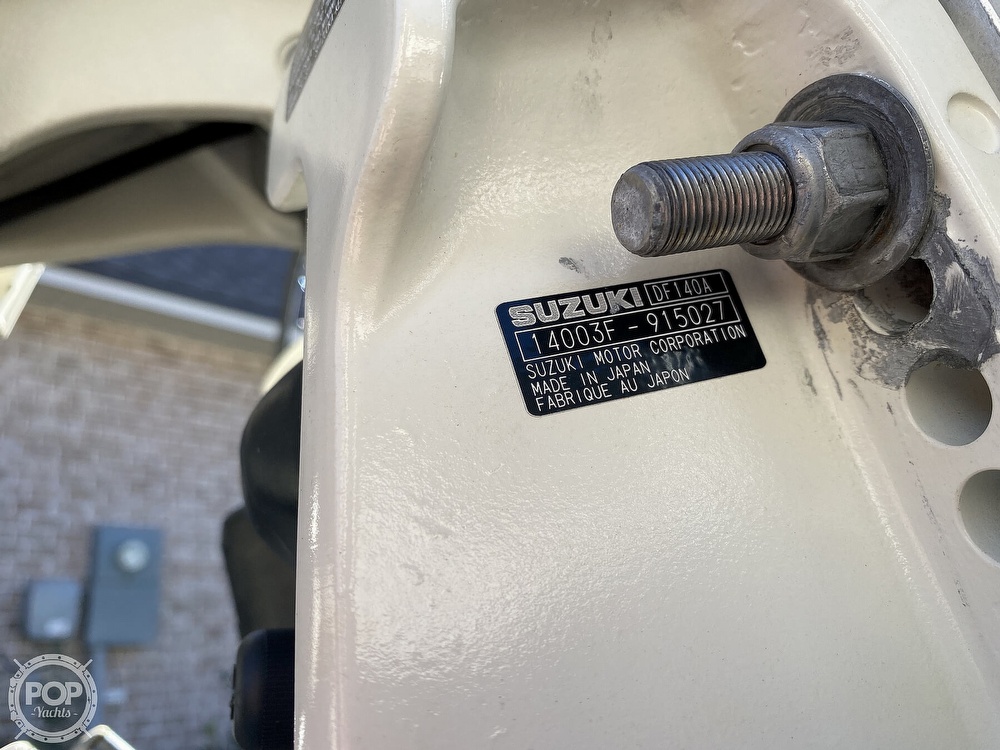 SUZUKI DF140A
14003F - 915027
SUZUKI MOTOR CORPORATION
MADE IN JAPAN
FABRIQUE AU JAPON
POP
-Yachts-